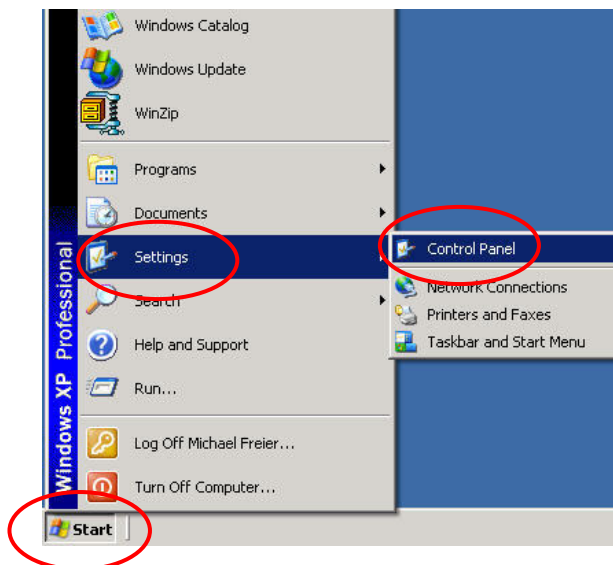 Windows Catalog
Windows Update
WinZip
Programs
Documents
Settings
Search
Help and Support
Run...
Log Off Michael Freier...
Turn Off Computer...
Control Panel
Network Connections
Printers and Faxes
Taskbar and Start Menu
Windows XP Professional
Start